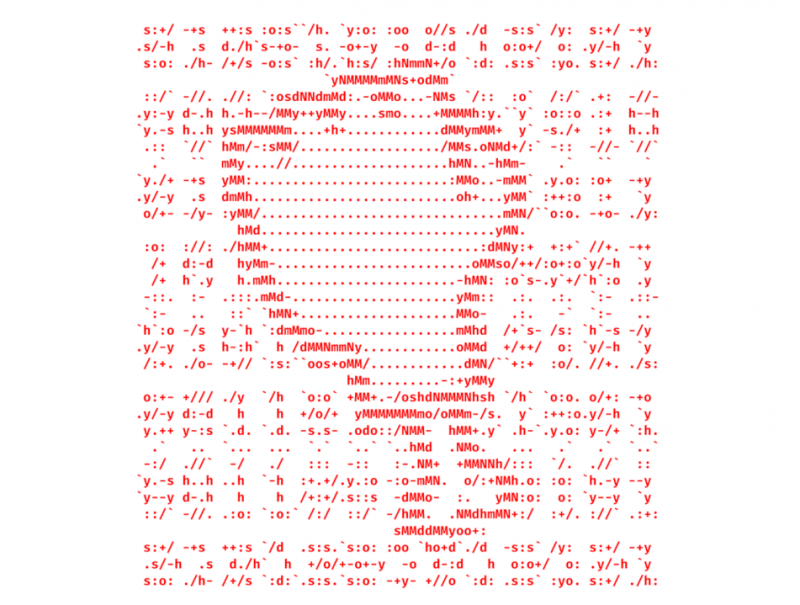 s:+/ -+s ++:s :o:s``/h. `y:o: :oo o//s ./d -s:s` /y: s:+/ -+y
.s/-h .s d./h`s-+o- s. -o+-y -o d-:d h o:o+/ o: .y/-h `y
s:o: ./h- /+/s -o:s` :h/.`h:s/ :hNmmN+/o `:d: .s:s` :yo. s:+/ ./h:
`yNMMMMmMNs+odMm`
::/` -//. .//: `:osdNNdmMd:.-oMMo...-NMs `/:: :o` /:/` .+: -//-
.y:-y d-.h h.-h--/MMy++yMMy....smo....+MMMMh:y.``y` :o::o .:+ h--h
`y.-s h..h ysMMMMMMm....+h+............dMMymMM+ y` -s./+ :+ h..h
.:: `//` hMm/-:sMM/...................../MMs.oNMd+/:` -:: -//- `//`
.` `` mMy....//....................hMN..-hMm- .` `` `
`y./+ -+s yMM:..........................:MMo..-mMM` .y.o: :o+ -+y
.y/-y .s dmMh...........................oh+...yMM` :++:o :+ `y
o/+- -/y- :yMM/...............................mMN/``o:o. -+o- ./y:
hMd..............................yMN.
:o: ://: ./hMM+...........................:dMNy:+ +:+` //+. -++
/+ d:-d hyMm-.........................oMMso/++/:o+:o`y/-h `y
/+ h`.y h.mMh.......................-hMN: :o`s-.y`+/`h`:o .y
-::. :- .:::.mMd-.....................yMm:: .:. .:. `:- .::-
`:- .. ::` `hMN+....................MMo- .:. -` `:- ..
`h`:o -/s y-`h `:dmMmo-.................mMhd /+`s- /s: `h`-s -/y
.y/-y .s h-:h` h /dMMNmmNy............oMMd +/++/ o: `y/-h `y
/:+. ./o- -+// `:s:``oos+oMM/............dMN/``+:+ :o/. //+. ./s:
hMm.........-:+yMMy
o:+- +/// ./y `/h `o:o` +MM+.-/oshdNMMMNhsh `/h` `o:o. o/+: -+o
.y/-y d:-d h h +/o/+ yMMMMMMMmo/oMMm-/s. y` :++:o.y/-h `y
y.++ y-:s `.d. `.d. -s.s- .odo::/NMM- hMM+.y` .h-`.y.o: y-/+ `:h.
.` .. `... ... `.` `..` `..hMd .NMo. ... .` .` `..`
-:/ .//` -/ ./ ::: -:: :-.NM+ +MMNNh/::: `/. .//` ::
`y.-s h..h ..h `-h :+.+/.y.:o -:o-mMN. o/:+NMh.o: :o: `h.-y --y
`y--y d-.h h h /+:+/.s::s -dMMo- :. yMN:o: o: `y--y `y
::/` -//. .:o: `:o:` /:/ ::/` -/hMM. .NMdhmMN+:/ :+/. ://` .:+:
sMMddMMyoo+:
s:+/ -+s ++:s `/d .s:s.`s:o: :oo `ho+d`./d -s:s` /y: s:+/ -+y
.s/-h .s d./h` h +/o/+-o+-y -o d-:d h o:o+/ o: .y/-h `y
s:o: ./h- /+/s `:d:`.s:s.`s:o: -+y- +//o `:d: .s:s` :yo. s:+/ ./h: